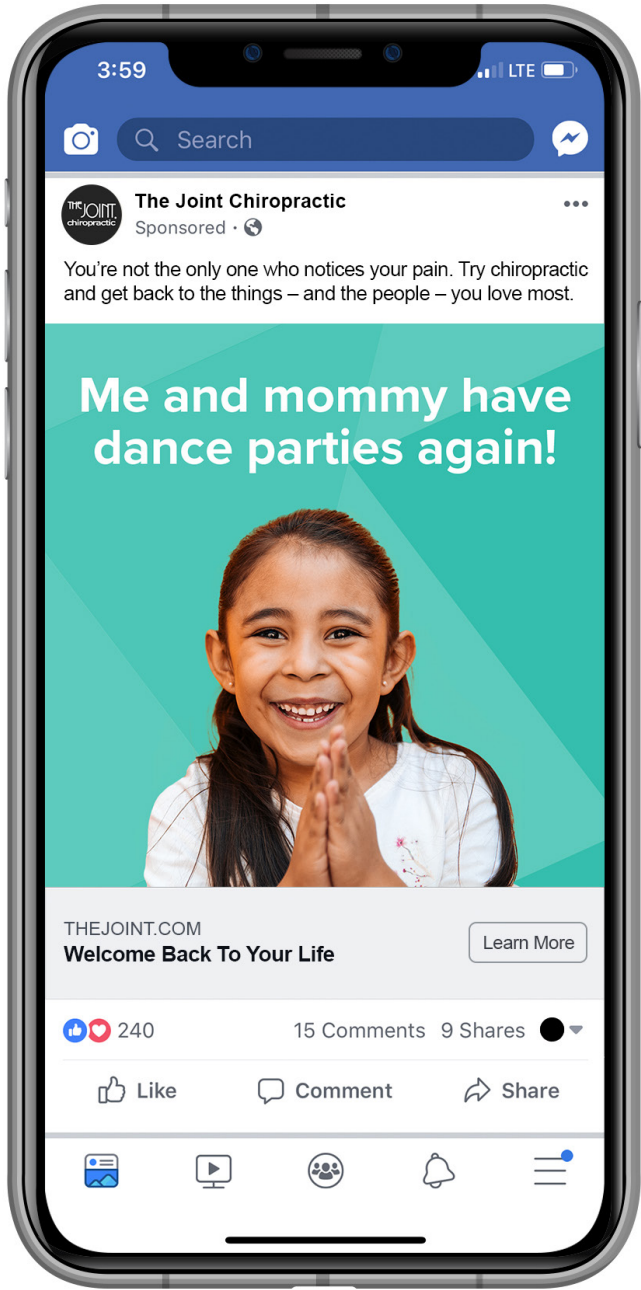 3:59
LTE
Search
THE JOINT.
chiropractic
The Joint Chiropractic
Sponsored ·
You're not the only one who notices your pain. Try chiropractic
and get back to the things – and the people – you love most.
Me and mommy have
dance parties again!
THEJOINT.COM
Welcome Back To Your Life
Learn More
240
15 Comments 9 Shares
Like
Comment
Share